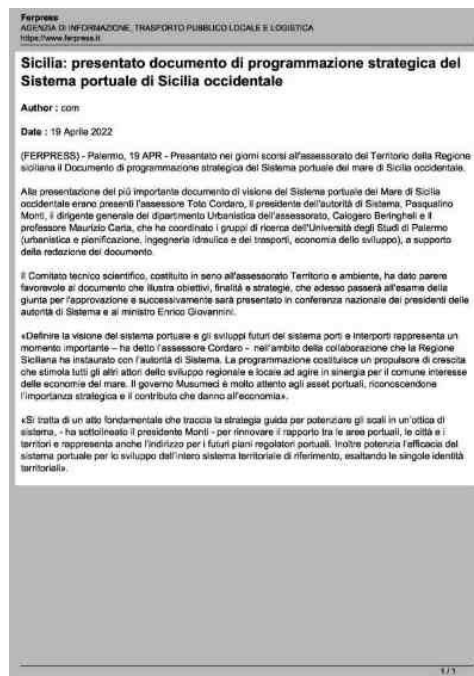 Ferpress
AGENZIA DI INFORMAZIONE, TRASPORTO PUBBLICO LOCALE E LOGISTICA
https://www.ferpress.it
Sicilia: presentato documento di programmazione strategica del
Sistema portuale di Sicilia occidentale
Author : com
Date : 19 Aprile 2022
(FERPRESS) - Palermo, 19 APR - Presentato nei giorni scorsi all'assessorato del Territorio della Regione
siciliana il Documento di programmazione strategica del Sistema portuale del mare di Sicilia occidentale.
Alla presentazione del più importante documento di visione del Sistema portuale del Mare di Sicilia
occidentale erano presenti l'assessore Toto Cordaro, il presidente dell'autorità di Sistema, Pasqualino
Monti, il dirigente generale del dipartimento Urbanistica dell'assessorato, Calogero Beringheli e il
professore Maurizio Carta, che ha coordinato i gruppi di ricerca dell'Università degli Studi di Palermo
(urbanistica e pianificazione, ingegneria idraulica e dei trasporti, economia dello sviluppo), a supporto
della redazione del documento.
Il Comitato tecnico scientifico, costituito in seno all'assessorato Territorio e ambiente, ha dato parere
favorevole al documento che illustra obiettivi, finalità e strategie, che adesso passerà all'esame della
giunta per l'approvazione e successivamente sarà presentato in conferenza nazionale dei presidenti delle
autorità di Sistema e al ministro Enrico Giovannini.
«Definire la visione del sistema portuale e gli sviluppi futuri del sistema porti e interporti rappresenta un
momento importante – ha detto l'assessore Cordaro - nell'ambito della collaborazione che la Regione
Siciliana ha instaurato con l'autorità di Sistema. La programmazione costituisce un propulsore di crescita
che stimola tutti gli altri attori dello sviluppo regionale e locale ad agire in sinergia per il comune interesse
delle economie del mare. Il governo Musumeci è molto attento agli asset portuali, riconoscendone
l'importanza strategica e il contributo che danno all'economia».
«Si tratta di un atto fondamentale che traccia la strategia guida per potenziare gli scali in un'ottica di
sistema, - ha sottolineato il presidente Monti - per rinnovare il rapporto tra le aree portuali, le città e i
territori e rappresenta anche l'indirizzo per i futuri piani regolatori portuali. Inoltre potenzia l'efficacia del
sistema portuale per lo sviluppo dell'intero sistema territoriale di riferimento, esaltando le singole identità
territoriali».
1 / 1